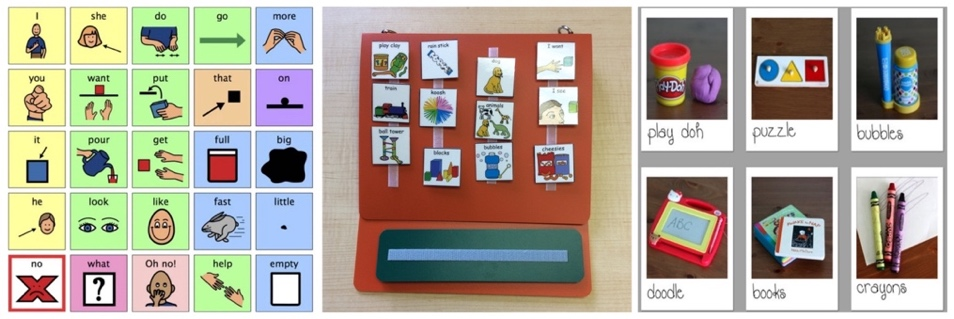 I she do go more
you want put that on
it pour get full big
he look like fast little
no what Oh no! help empty
play clay rain stick dog I want
train koosh animals I see
ball tower blocks bubbles cheezies
Play-Doh
play doh puzzle bubbles
ABC
doodle books crayons